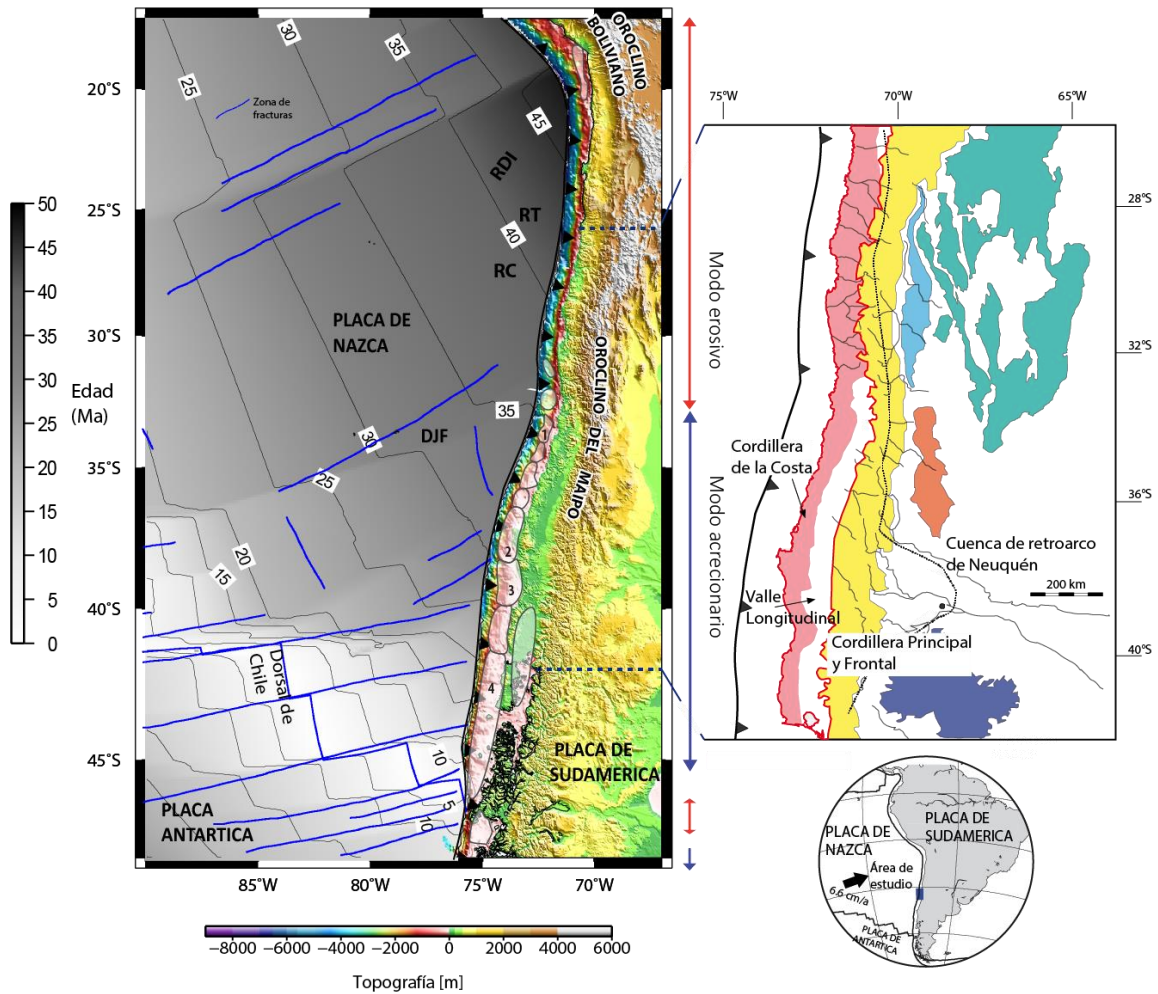 20°S
25°S
30°S
35°S
40°S
45°S
85°W
80°W
75°W
70°W
25
30
35
45
40
35
30
25
20
15
10
5
10
Zona de
fracturas
RDI
RT
RC
PLACA DE
NAZCA
DJF
Dorsal de
Chile
PLACA
ANTARTICA
PLACA DE
SUDAMERICA
OROCLINO
BOLIVIANO
OROCLINO DEL MAIPO
1
2
3
4
50
45
40
35
30
25
20
15
10
5
0
Edad
(Ma)
−8000
−6000
−4000
−2000
0
2000
4000
6000
Topografía [m]
Modo erosivo
Modo acrecionario
75°W
70°W
65°W
28°S
32°S
36°S
40°S
Cordillera
de la Costa
Valle
Longitudinal
Cuenca de retroarco
de Neuquén
200 km
Cordillera Principal
y Frontal
PLACA DE
NAZCA
PLACA DE
SUDAMERICA
Área de
estudio
6.6 cm/a
PLACA DE
ANTARTICA